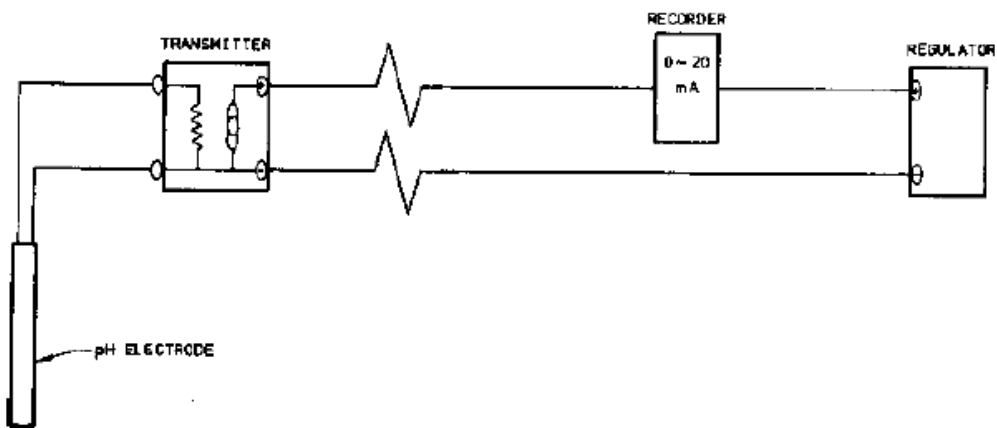 RECORDER
TRANSMITTER
REGULATOR
0~20
mA
pH ELECTRODE